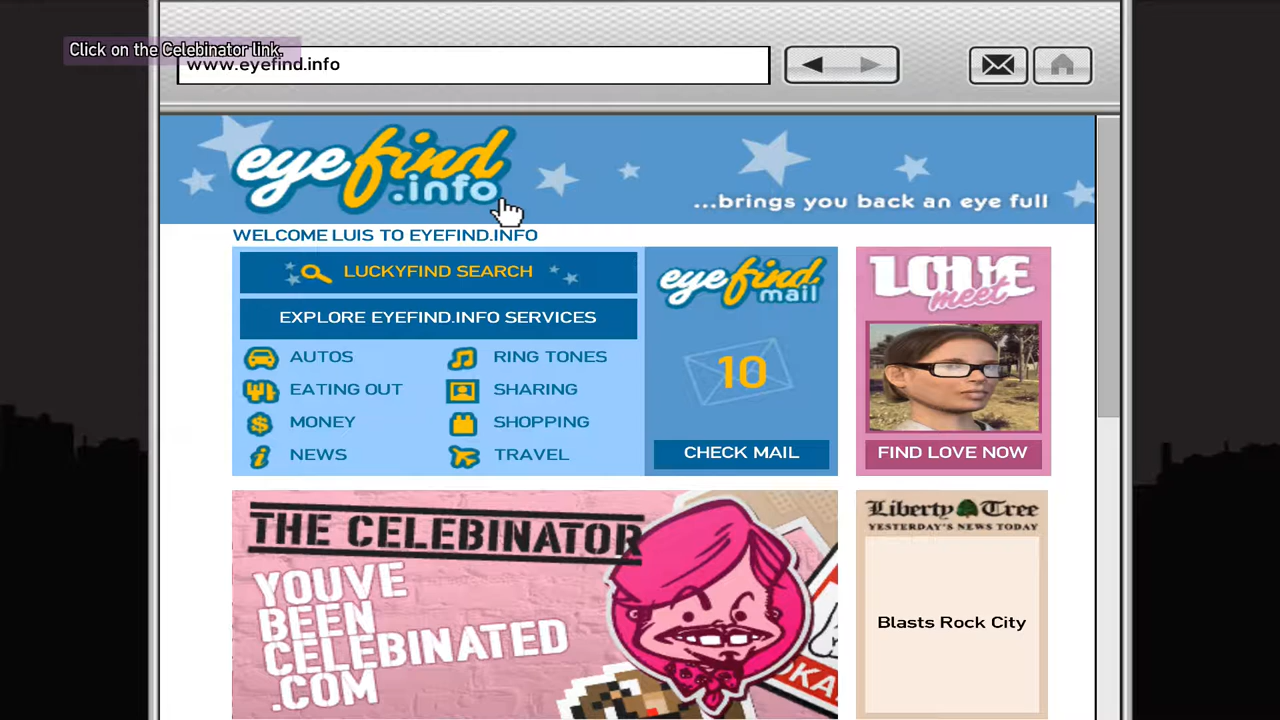 Click on the Celebinator link.
www.eyefind.info
eyefind
.info
...brings you back an eye full
WELCOME LUIS TO EYEFIND.INFO
LUCKYFIND SEARCH
EXPLORE EYEFIND.INFO SERVICES
AUTOS
RING TONES
EATING OUT
SHARING
MONEY
SHOPPING
NEWS
TRAVEL
eyefind
mail
10
CHECK MAIL
LOVE
meet
FIND LOVE NOW
THE CELEBINATOR
YOUVE
BEEN
CELEBINATED
.COM
Liberty Tree
YESTERDAY'S NEWS TODAY
Blasts Rock City